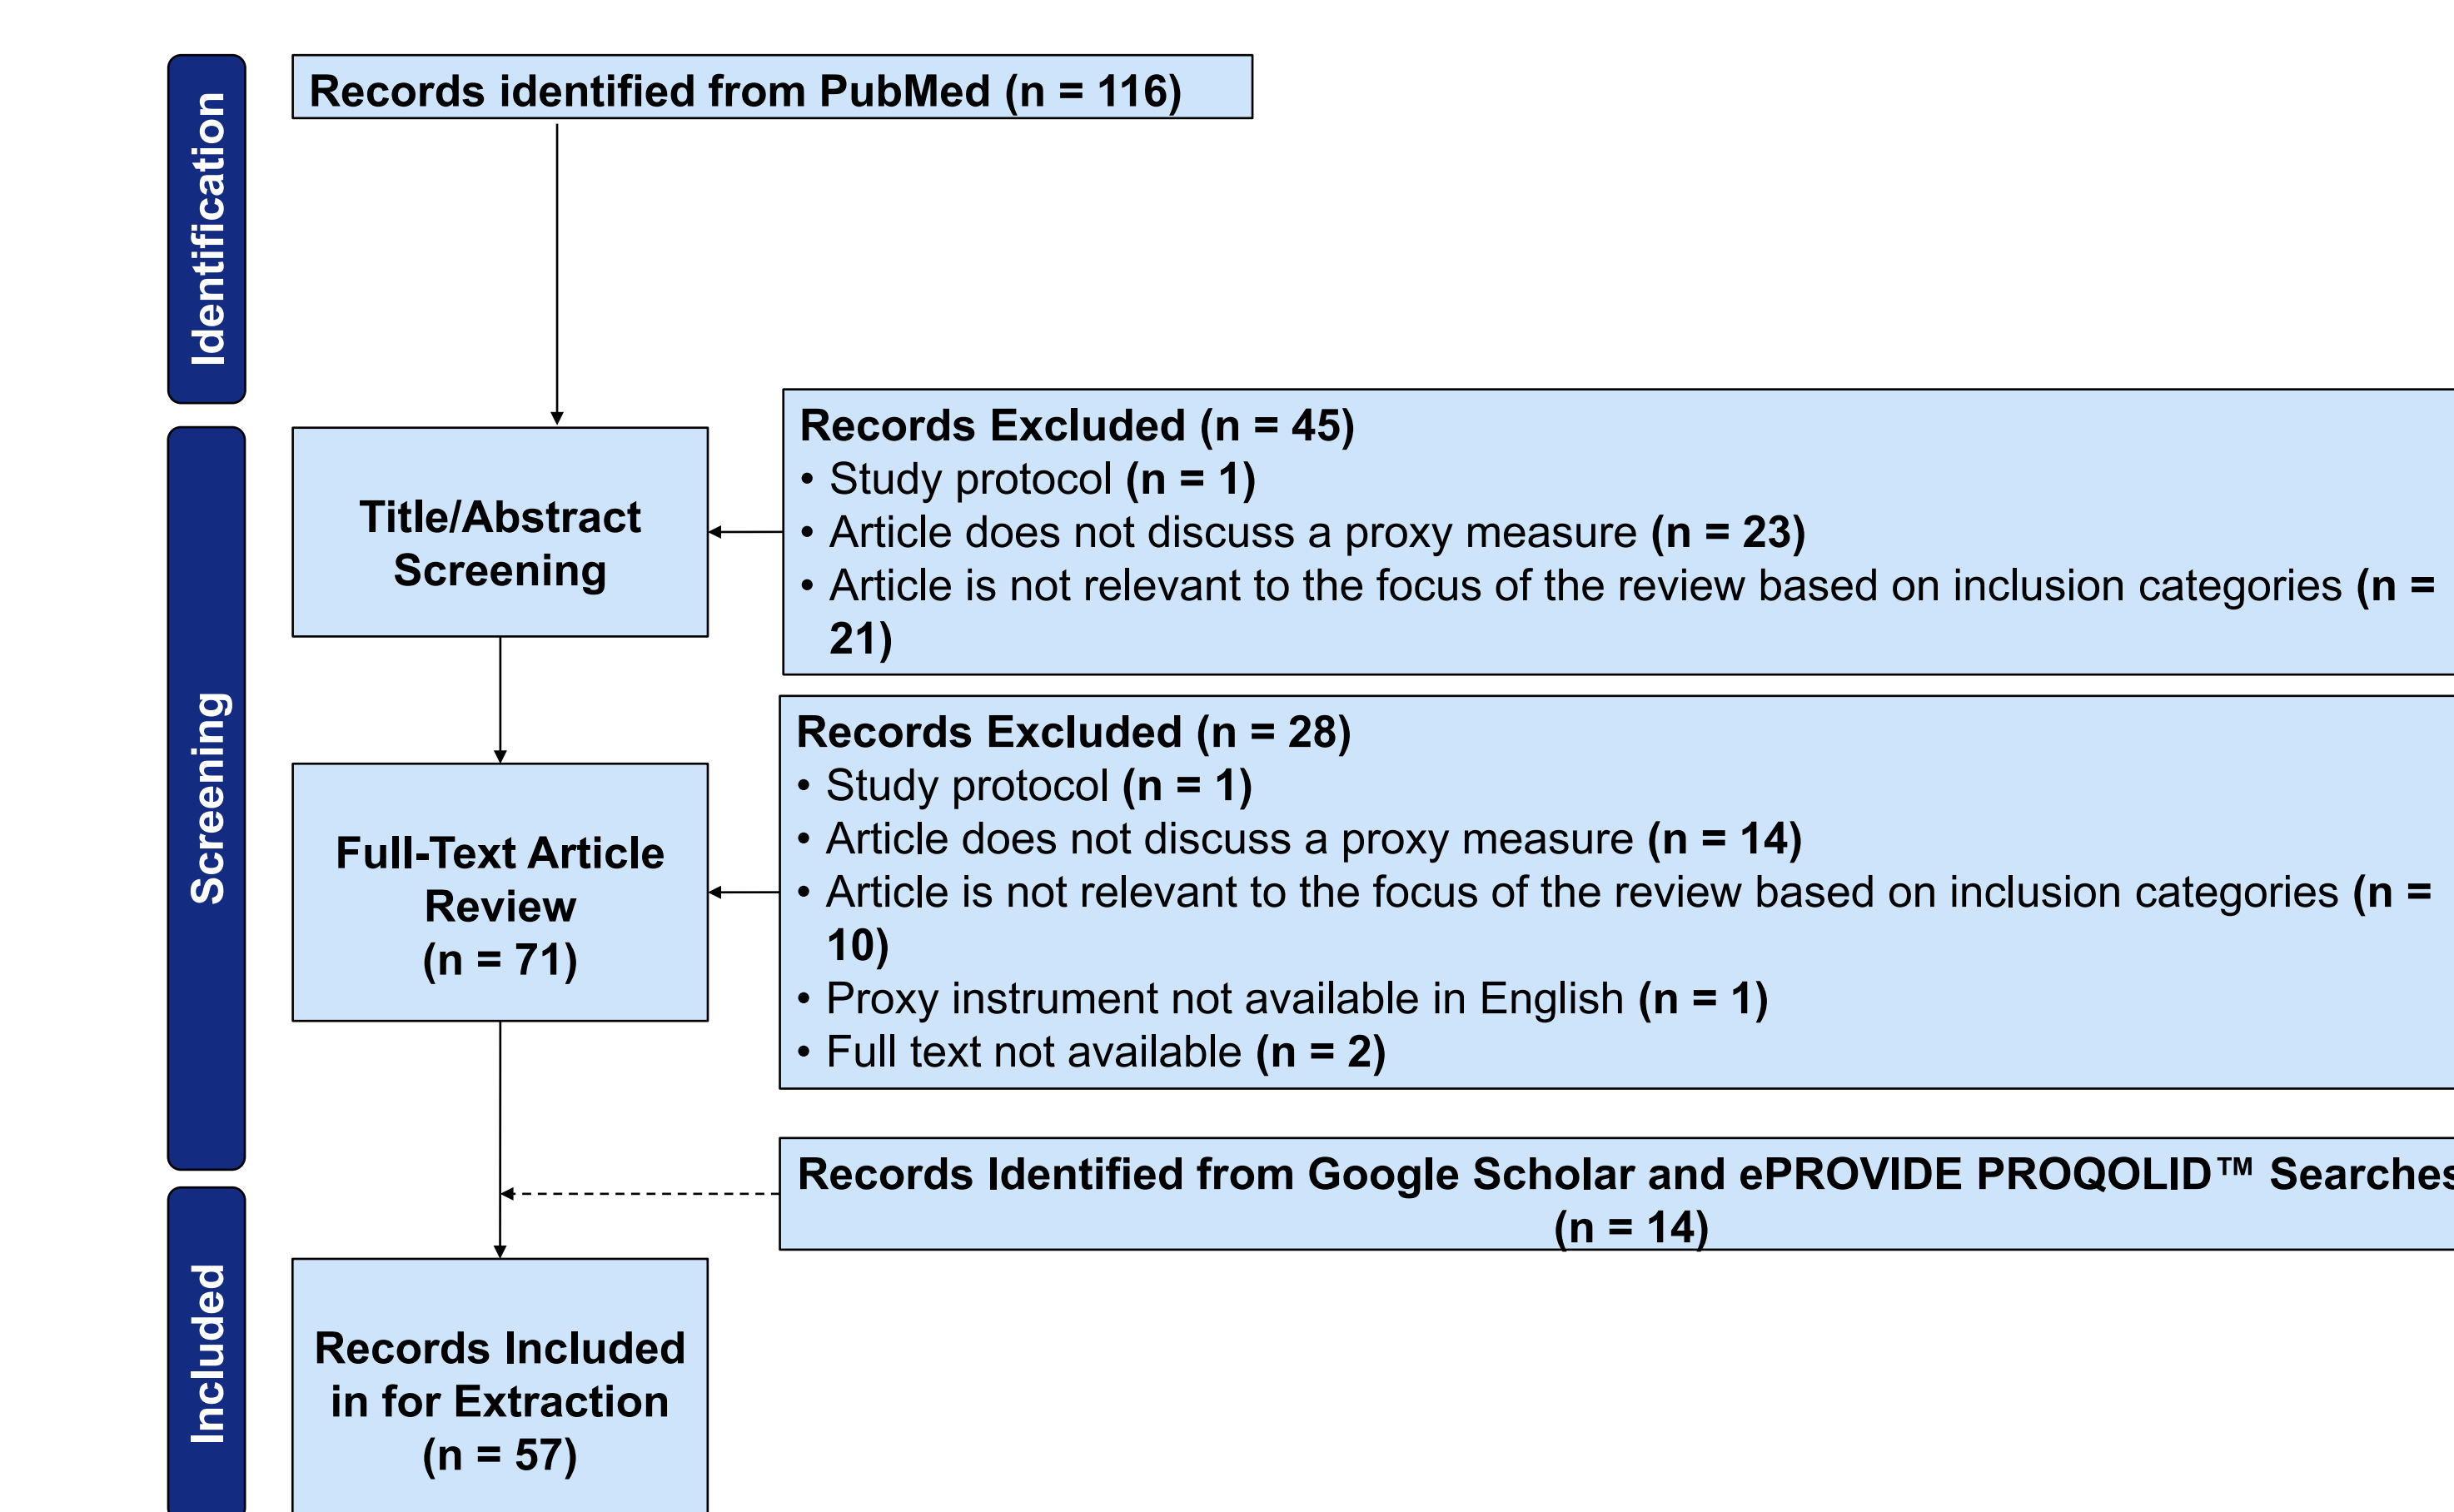 Identification
Records identified from PubMed (n = 116)
Screening
Title/Abstract
Screening
Records Excluded (n = 45)
• Study protocol (n = 1)
• Article does not discuss a proxy measure (n = 23)
• Article is not relevant to the focus of the review based on inclusion categories (n =
21)
Full-Text Article
Review
(n = 71)
Records Excluded (n = 28)
• Study protocol (n = 1)
• Article does not discuss a proxy measure (n = 14)
• Article is not relevant to the focus of the review based on inclusion categories (n =
10)
• Proxy instrument not available in English (n = 1)
• Full text not available (n = 2)
Records Identified from Google Scholar and ePROVIDE PROQOLID™ Searches
(n = 14)
Included
Records Included
in for Extraction
(n = 57)